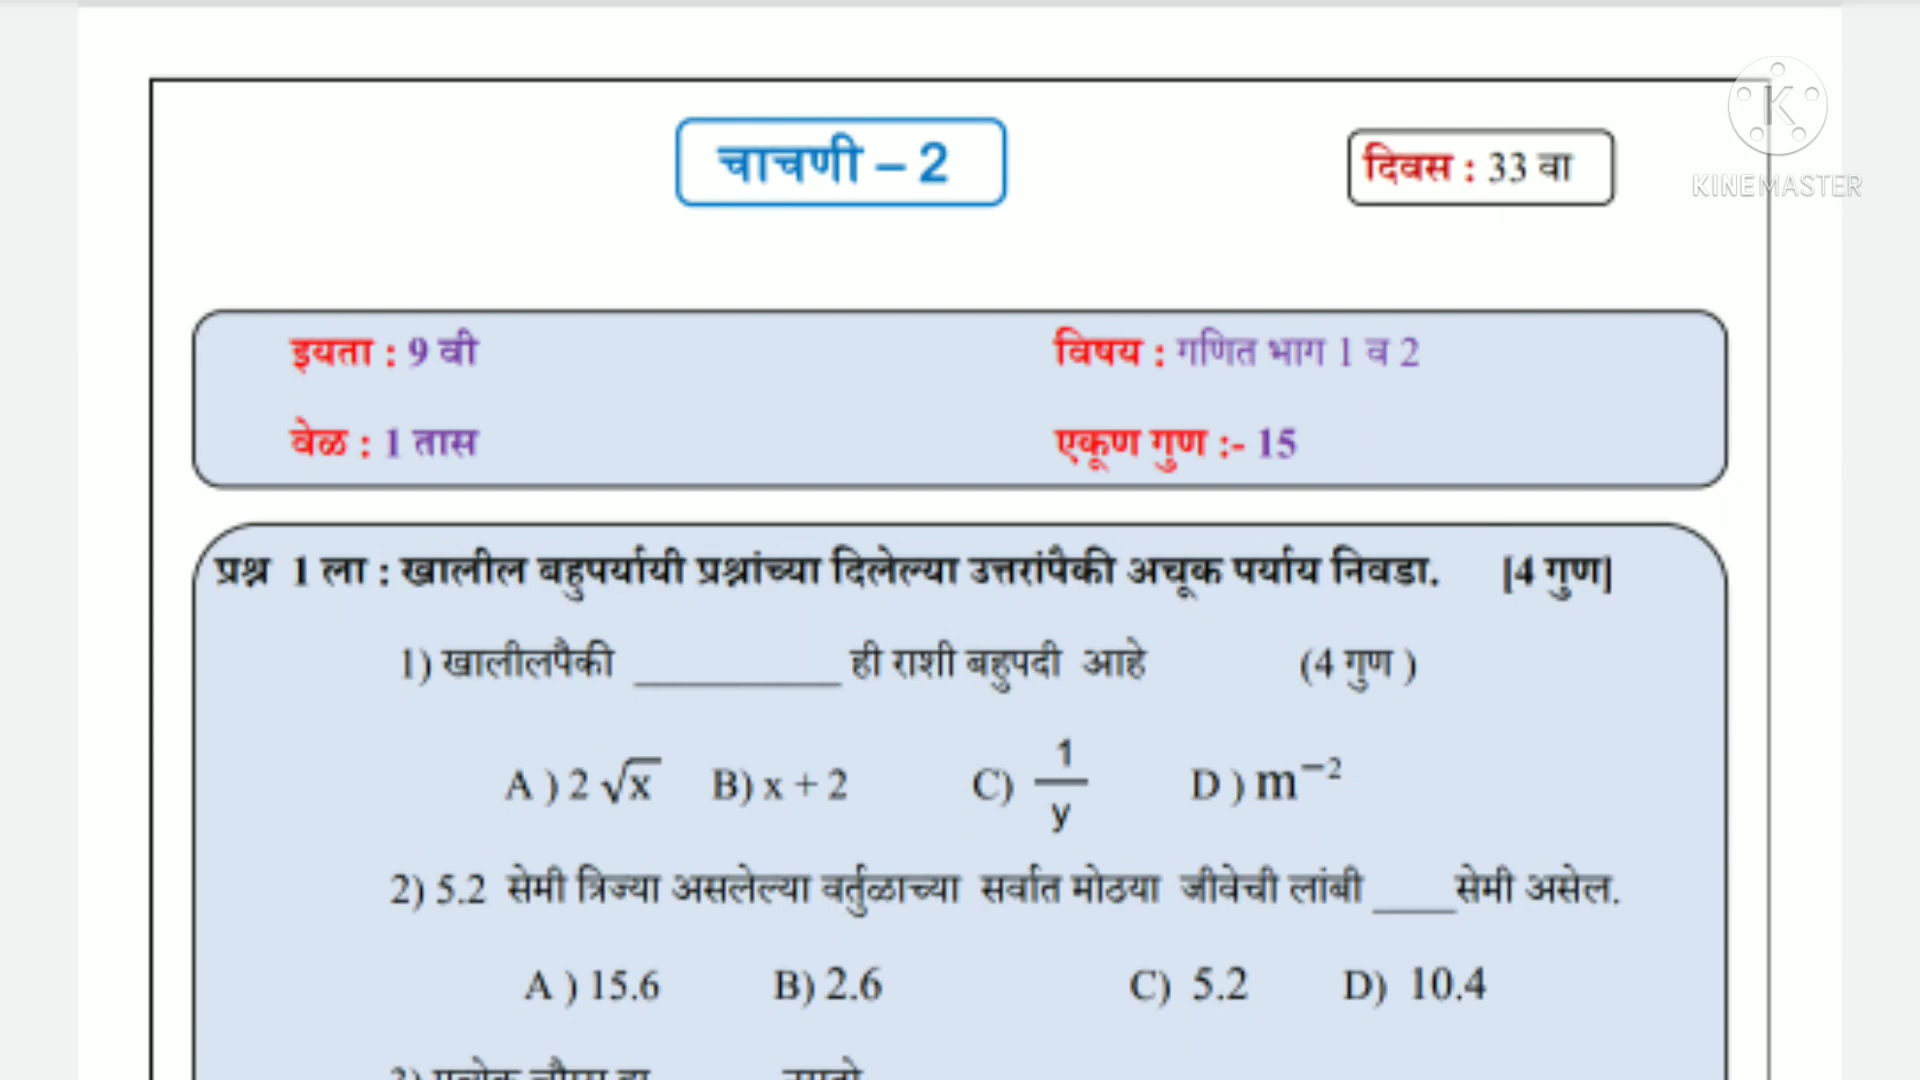 चाचणी – 2
दिवस : 33 वा
KINEMASTER
इयता : 9 वी
विषय : गणित भाग 1 व 2
वेळ : 1 तास
एकूण गुण :- 15
प्रश्न 1 ला : खालील बहुपर्यायी प्रश्नांच्या दिलेल्या उत्तरांपैकी अचूक पर्याय निवडा. [4 गुण]
1) खालीलपैकी __________ ही राशी बहुपदी आहे (4 गुण )
A ) 2 √x B) x + 2 C) 1/y D ) m⁻²
2) 5.2 सेमी त्रिज्या असलेल्या वर्तुळाच्या सर्वात मोठया जीवेची लांबी ____सेमी असेल.
A ) 15.6 B) 2.6 C) 5.2 D) 10.4